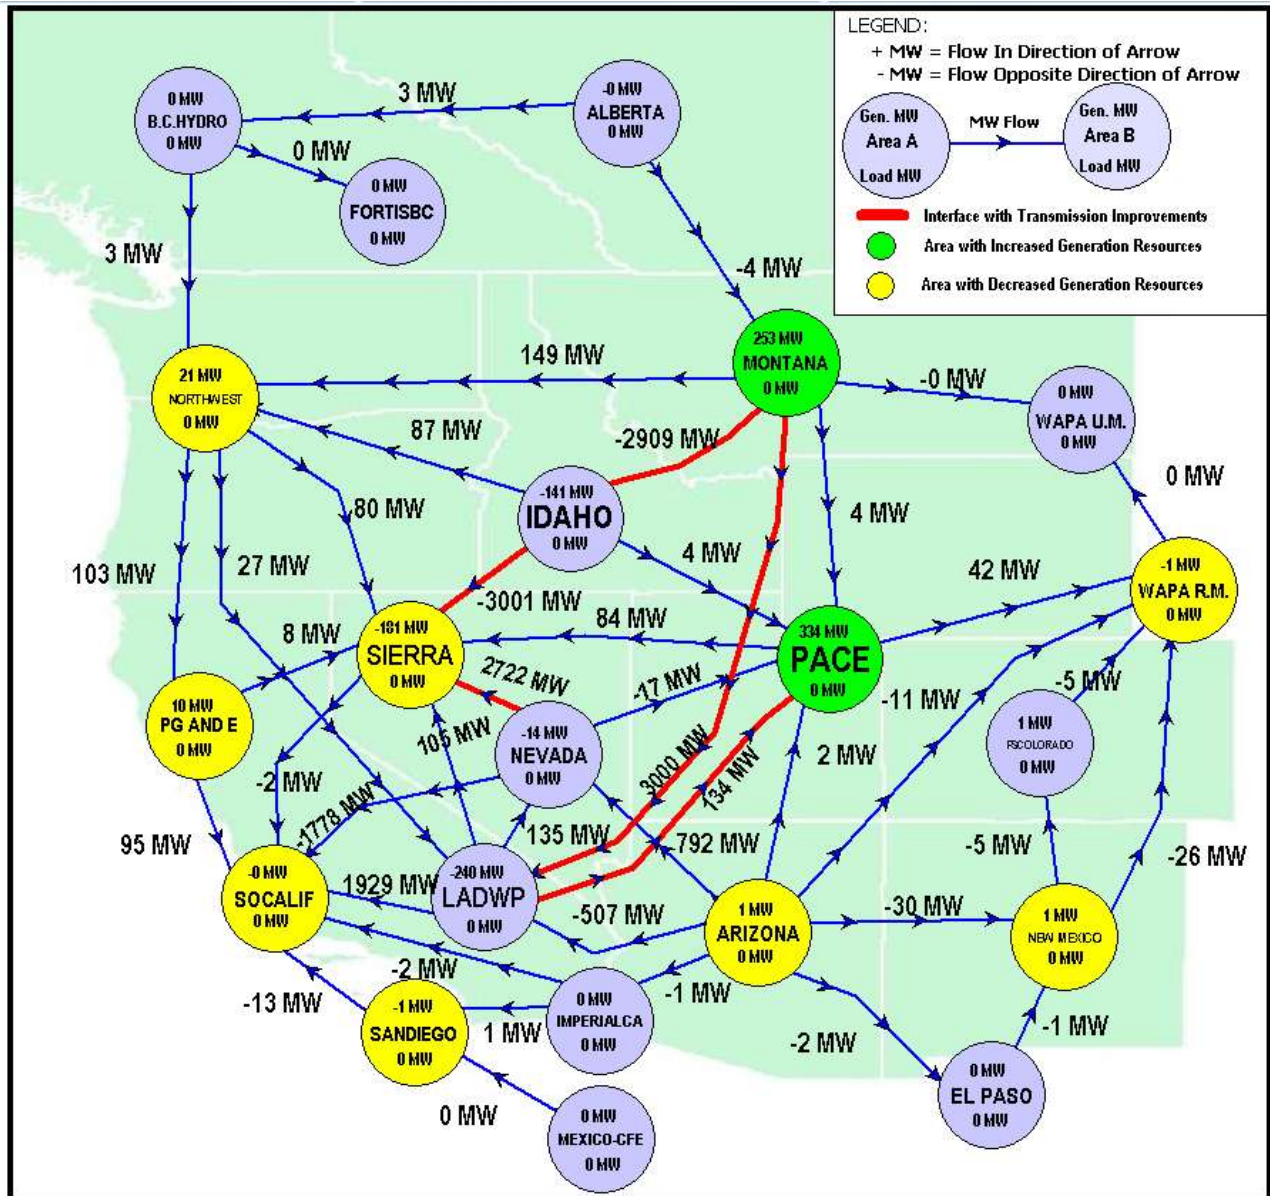 LEGEND:
+ MW = Flow In Direction of Arrow
- MW = Flow Opposite Direction of Arrow
Gen. MW
Area A
Load MW
MW Flow
Gen. MW
Area B
Load MW
Interface with Transmission Improvements
Area with Increased Generation Resources
Area with Decreased Generation Resources
0 MW
B.C.HYDRO
0 MW
3 MW
-0 MW
ALBERTA
0 MW
0 MW
0 MW
FORTISBC
0 MW
3 MW
-4 MW
253 MW
MONTANA
0 MW
149 MW
-0 MW
0 MW
WAPA U.M.
0 MW
21 MW
NORTHWEST
0 MW
87 MW
-2909 MW
0 MW
-141 MW
IDAHO
0 MW
80 MW
4 MW
103 MW
27 MW
4 MW
42 MW
-1 MW
WAPA R.M.
0 MW
-3001 MW
8 MW
84 MW
-181 MW
SIERRA
0 MW
334 MW
PACE
0 MW
2722 MW
-17 MW
-11 MW
-5 MW
10 MW
PG AND E
0 MW
105 MW
-14 MW
NEVADA
0 MW
3000 MW
134 MW
2 MW
1 MW
PSCOLORADO
0 MW
-2 MW
-1778 MW
95 MW
135 MW
-792 MW
-5 MW
-26 MW
-0 MW
SOCALIF
0 MW
1929 MW
-240 MW
LADWP
0 MW
-507 MW
1 MW
ARIZONA
0 MW
-30 MW
1 MW
NEW MEXICO
0 MW
-2 MW
-1 MW
-13 MW
-1 MW
SANDIEGO
0 MW
1 MW
0 MW
IMPERIALCA
0 MW
-2 MW
-1 MW
0 MW
EL PASO
0 MW
0 MW
0 MW
MEXICO-CFE
0 MW